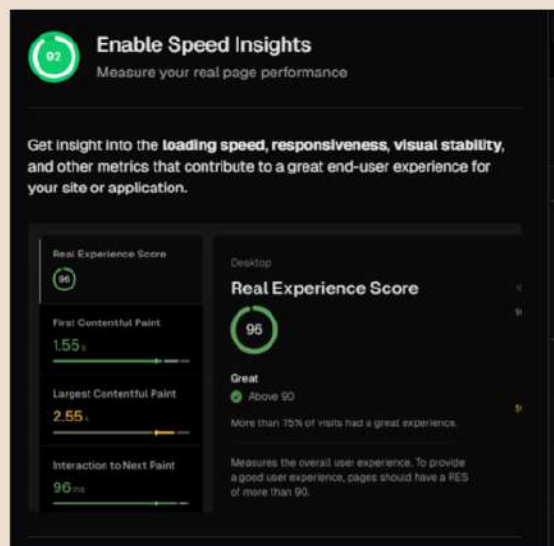 92
Enable Speed Insights
Measure your real page performance
Get insight into the loading speed, responsiveness, visual stability,
and other metrics that contribute to a great end-user experience for
your site or application.
Real Experience Score
96
First Contentful Paint
1.55 s
Largest Contentful Paint
2.55 s
Interaction to Next Paint
96 ms
Desktop
Real Experience Score
96
Great
Above 90
More than 75% of visits had a great experience.
Measures the overall user experience. To provide
a good user experience, pages should have a RES
of more than 90.